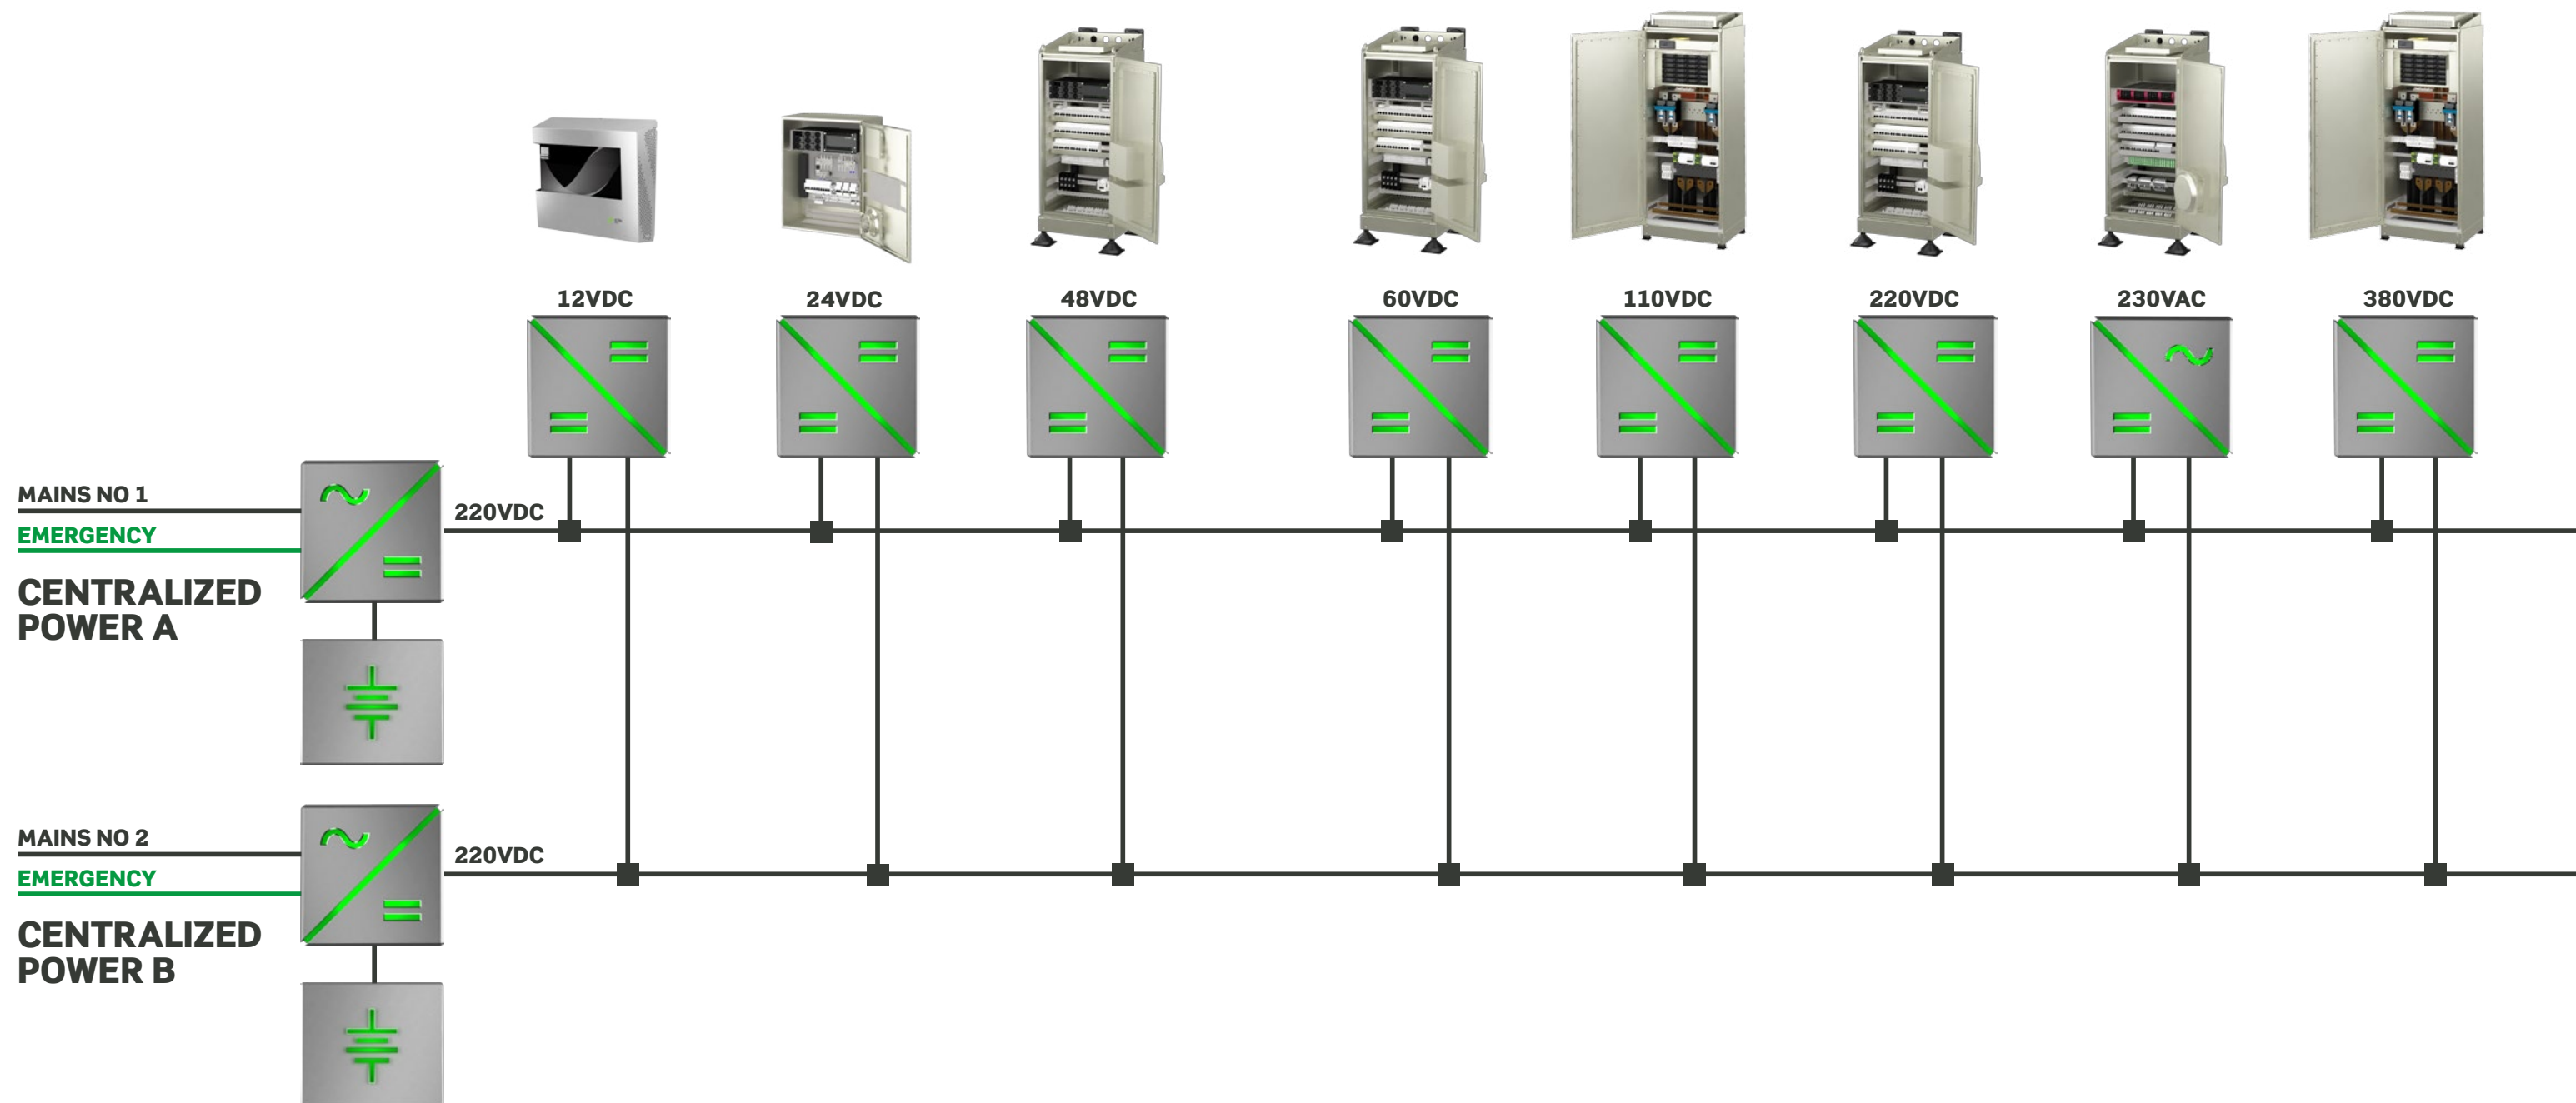 12VDC
24VDC
48VDC
60VDC
110VDC
220VDC
230VAC
380VDC
MAINS NO 1
EMERGENCY
220VDC
CENTRALIZED
POWER A
MAINS NO 2
EMERGENCY
220VDC
CENTRALIZED
POWER B